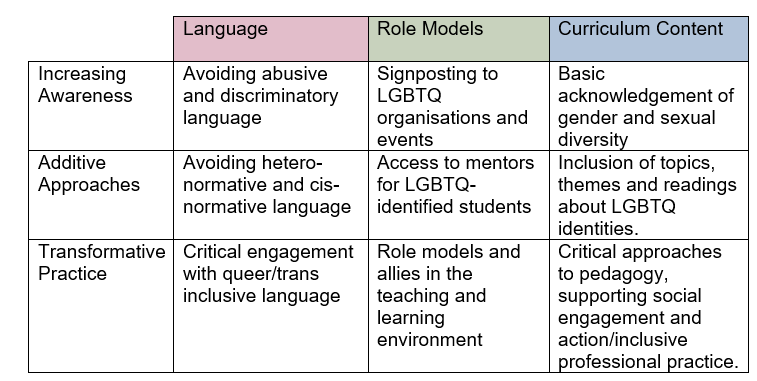 Language
Role Models
Curriculum Content
Increasing
Awareness
Avoiding abusive
and discriminatory
language
Signposting to
LGBTQ
organisations and
events
Basic
acknowledgement of
gender and sexual
diversity
Additive
Approaches
Avoiding hetero-
normative and cis-
normative language
Access to mentors
for LGBTQ-
identified students
Inclusion of topics,
themes and readings
about LGBTQ
identities.
Transformative
Practice
Critical engagement
with queer/trans
inclusive language
Role models and
allies in the
teaching and
learning
environment
Critical approaches
to pedagogy,
supporting social
engagement and
action/inclusive
professional practice.